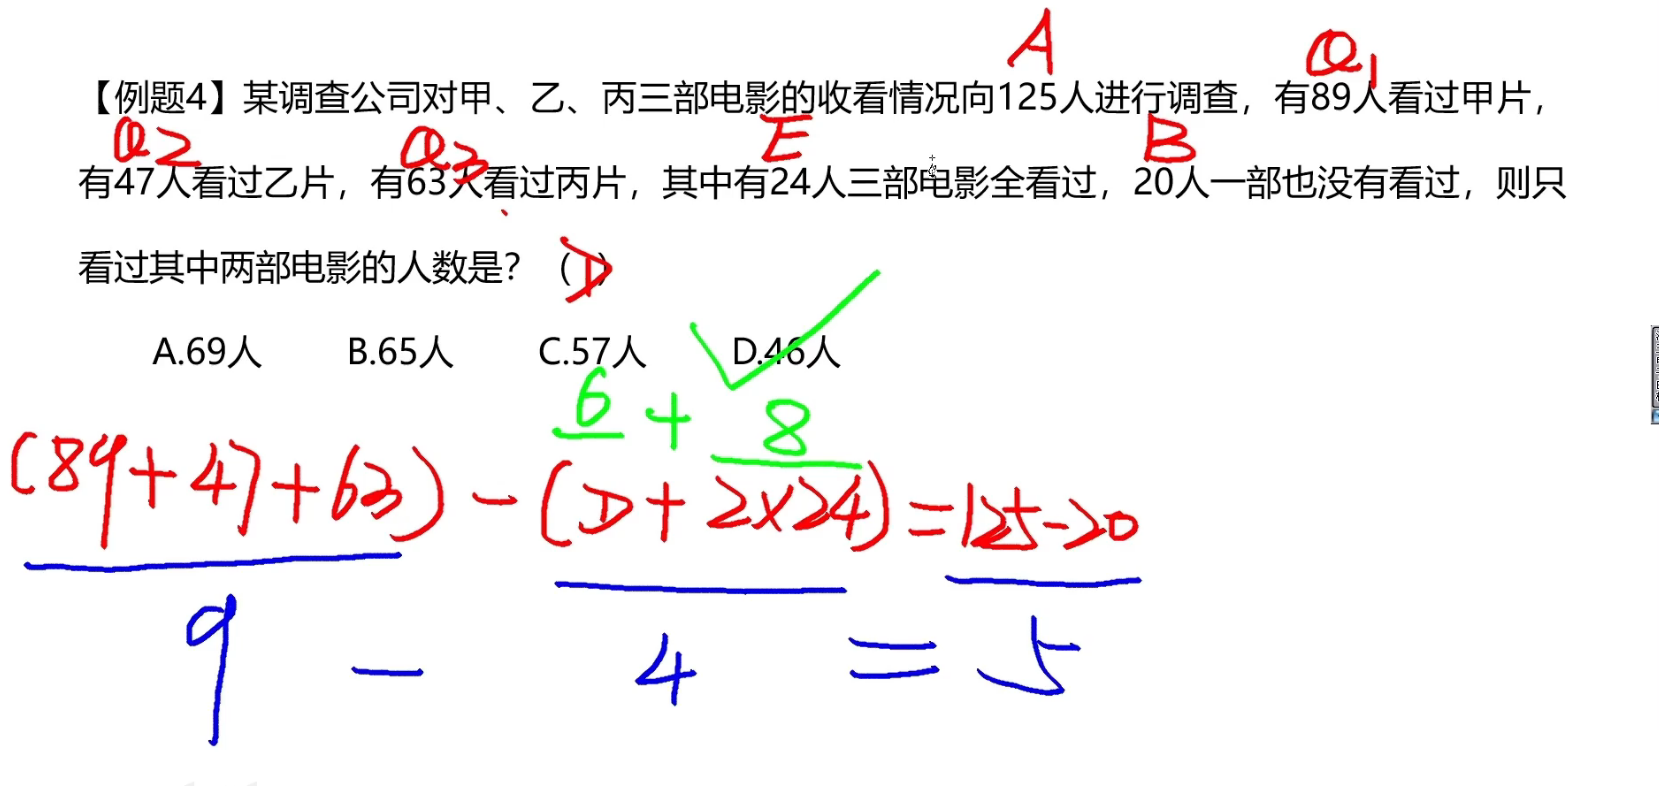 A Q1
【例题4】某调查公司对甲、乙、丙三部电影的收看情况向125人进行调查，有89人看过甲片，
Q2 Q3 E B
有47人看过乙片，有63人看过丙片，其中有24人三部电影全看过，20人一部也没有看过，则只
看过其中两部电影的人数是？（D）
A.69人 B.65人 C.57人 D.46人
6 + 8
(89+47+63)-(D+2×24)=125-20
9 - 4 = 5